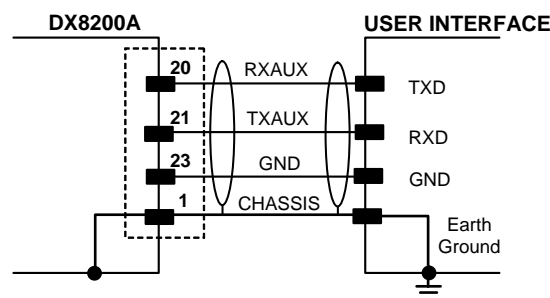 DX8200A
USER INTERFACE
20 RXAUX TXD
21 TXAUX RXD
23 GND GND
1 CHASSIS
Earth
Ground